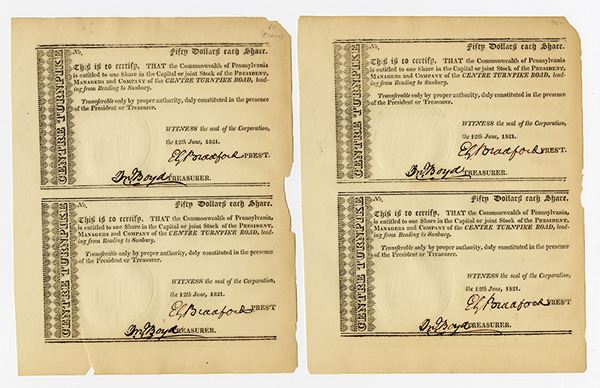 CENTRE TURNPIKE
No. Fifty Dollars each Share.
This is to certify, THAT the Commonwealth of Pennsylvania
is entitled to one Share in the Capital or joint Stock of the PRESIDENT,
MANAGERS and COMPANY of the CENTRE TURNPIKE ROAD, lead-
ing from Reading to Sunbury.
Transferable only by proper authority, duly constituted in the presence
of the President or Treasurer.
WITNESS the seal of the Corporation,
the 12th June, 1821.
PRES'T.
Jn. Boyd TREASURER.
CENTRE TURNPIKE
No. Fifty Dollars each Share.
This is to certify, THAT the Commonwealth of Pennsylvania,
is entitled to one Share in the Capital or joint Stock of the PRESIDENT,
MANAGERS and COMPANY of the CENTRE TURNPIKE ROAD, lead-
ing from Reading to Sunbury.
Transferable only by proper authority, duly constituted in the presence
of the President or Treasurer.
WITNESS the seal of the Corporation,
the 12th June, 1821.
PRES'T
Jn. Boyd TREASURER.
CENTRE TURNPIKE
No. Fifty Dollars each Share.
This is to certify, THAT the Commonwealth of Pennsylvania
is entitled to one Share in the Capital or joint Stock of the PRESIDENT,
MANAGERS and COMPANY of the CENTRE TURNPIKE ROAD, lead-
ing from Reading to Sunbury.
Transferable only by proper authority, duly constituted in the presence
of the President or Treasurer.
WITNESS the seal of the Corporation,
the 12th June, 1821.
PRES'T.
Jn. Boyd TREASURER.
CENTRE TURNPIKE
No. Fifty Dollars each Share.
This is to certify, THAT the Commonwealth of Pennsylvania,
is entitled to one Share in the Capital or joint Stock of the PRESIDENT,
MANAGERS and COMPANY of the CENTRE TURNPIKE ROAD, lead-
ing from Reading to Sunbury.
Transferable only by proper authority, duly constituted in the presence
of the President or Treasurer.
WITNESS the seal of the Corporation,
the 12th June, 1821.
PRES'T
Jn. Boyd TREASURER.